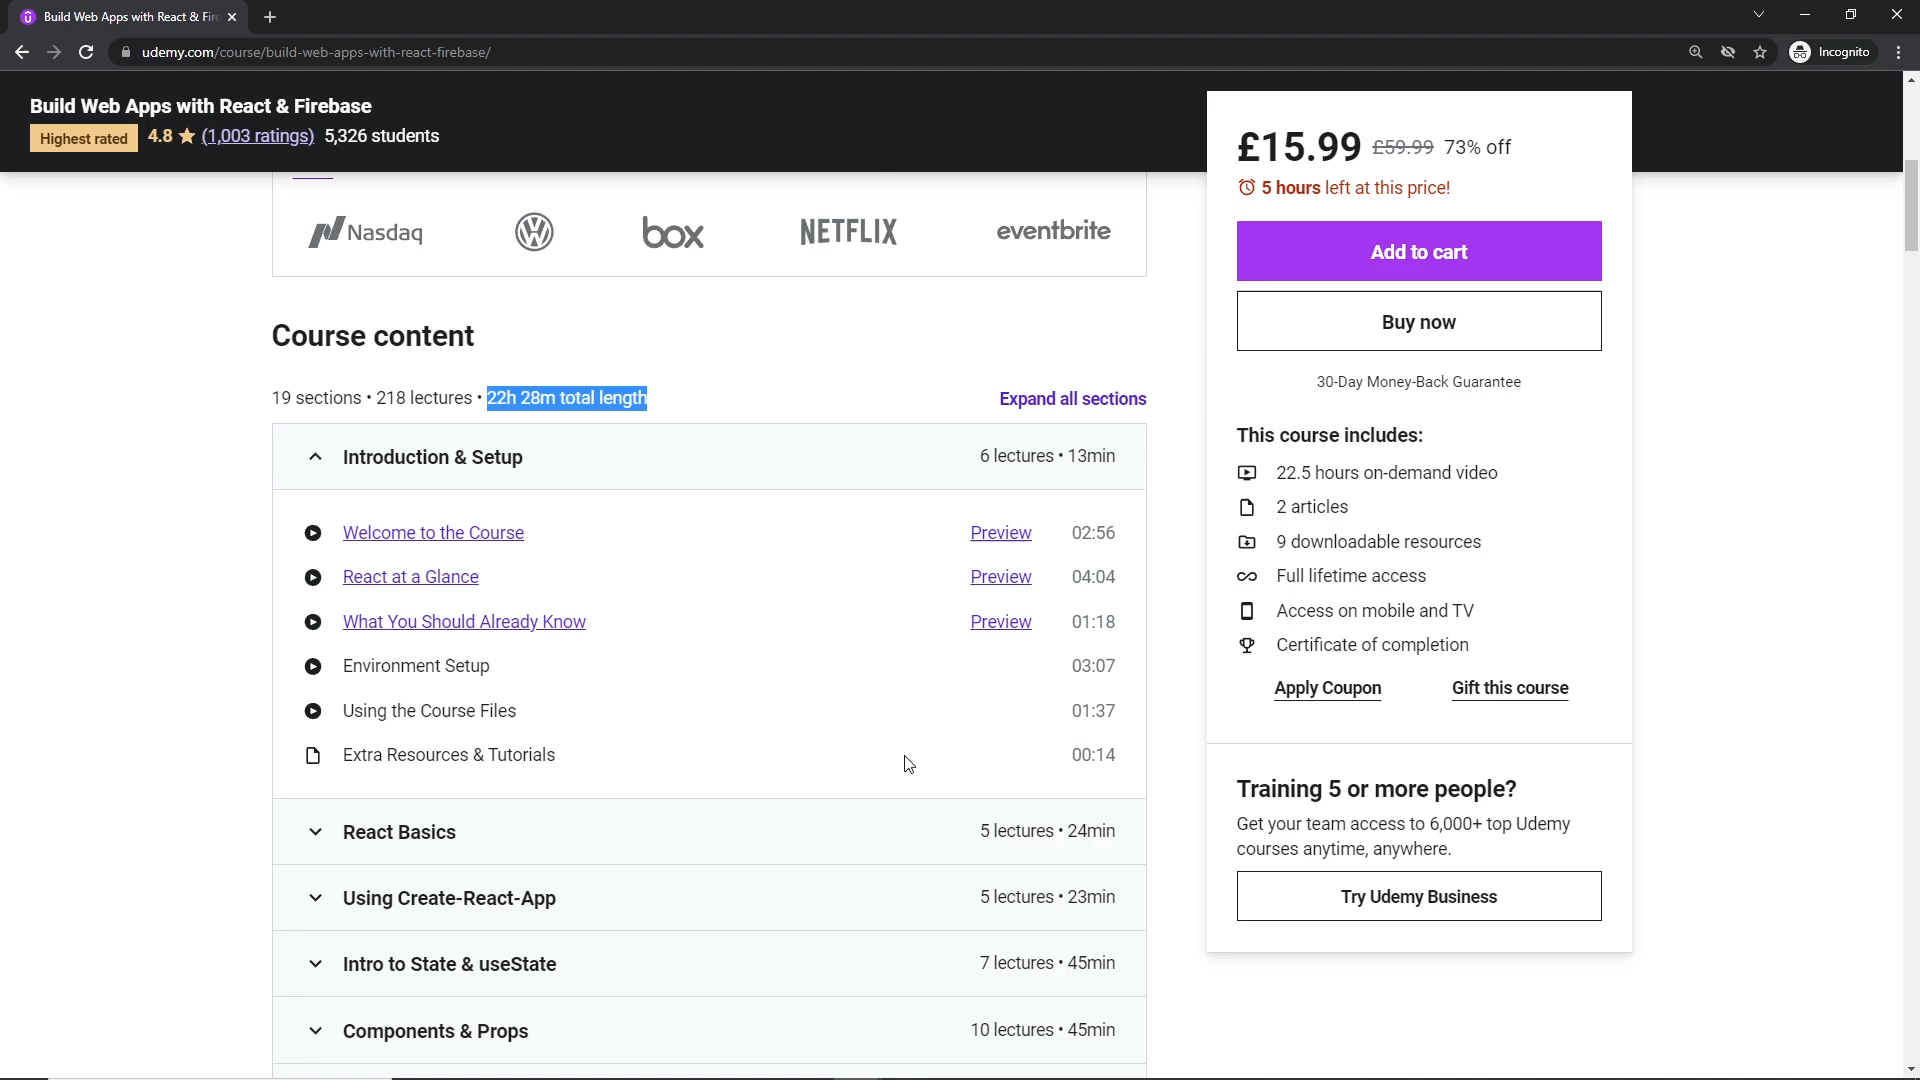 Build Web Apps with React & Fir
udemy.com/course/build-web-apps-with-react-firebase/
Incognito
Build Web Apps with React & Firebase
Highest rated 4.8 (1,003 ratings) 5,326 students
Nasdaq box NETFLIX eventbrite
Course content
19 sections • 218 lectures • 22h 28m total length Expand all sections
Introduction & Setup 6 lectures • 13min
Welcome to the Course Preview 02:56
React at a Glance Preview 04:04
What You Should Already Know Preview 01:18
Environment Setup 03:07
Using the Course Files 01:37
Extra Resources & Tutorials 00:14
React Basics 5 lectures • 24min
Using Create-React-App 5 lectures • 23min
Intro to State & useState 7 lectures • 45min
Components & Props 10 lectures • 45min
£15.99 £59.99 73% off
5 hours left at this price!
Add to cart
Buy now
30-Day Money-Back Guarantee
This course includes:
22.5 hours on-demand video
2 articles
9 downloadable resources
Full lifetime access
Access on mobile and TV
Certificate of completion
Apply Coupon Gift this course
Training 5 or more people?
Get your team access to 6,000+ top Udemy
courses anytime, anywhere.
Try Udemy Business